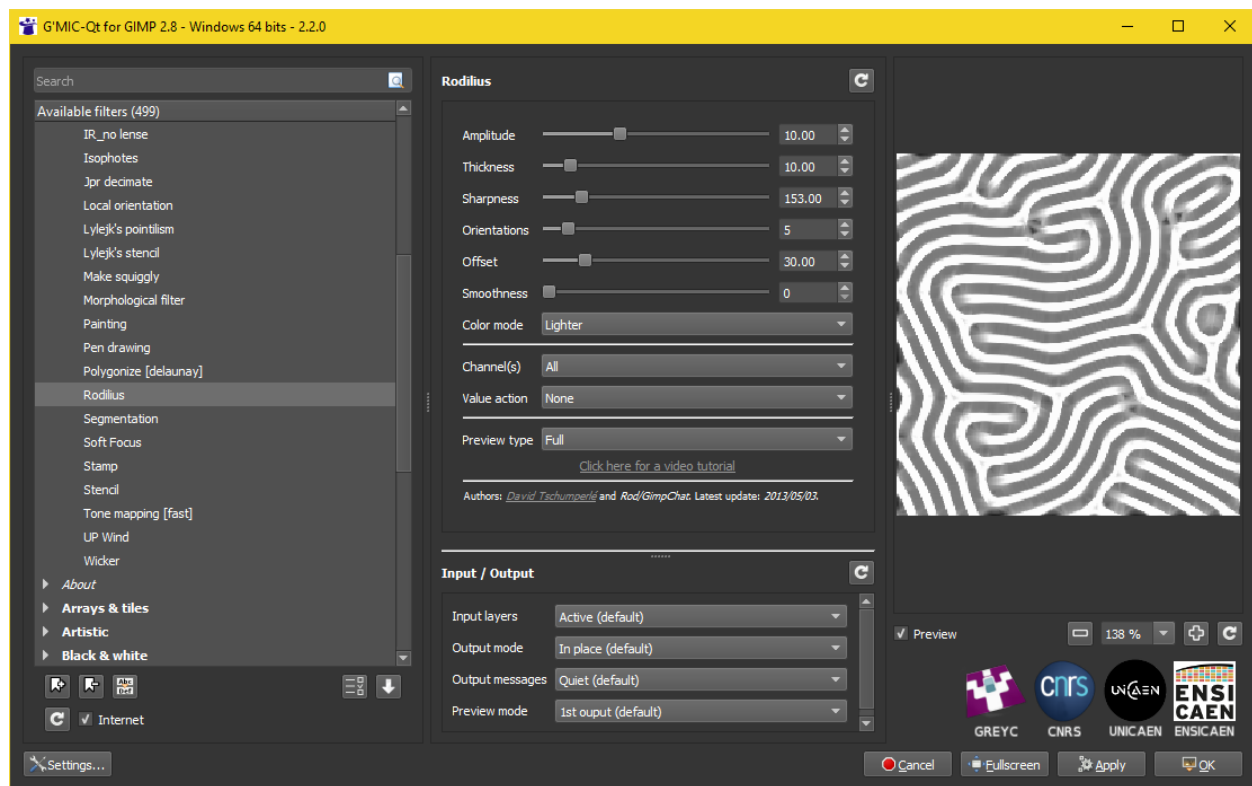 G'MIC-Qt for GIMP 2.8 - Windows 64 bits - 2.2.0
Search
Available filters (499)
IR_no lense
Isophotes
Jpr decimate
Local orientation
Lylejk's pointilism
Lylejk's stencil
Make squiggly
Morphological filter
Painting
Pen drawing
Polygonize [delaunay]
Rodilius
Segmentation
Soft Focus
Stamp
Stencil
Tone mapping [fast]
UP Wind
Wicker
About
Arrays & tiles
Artistic
Black & white
Abc
Def
Internet
Settings...
Rodilius
Amplitude 10.00
Thickness 10.00
Sharpness 153.00
Orientations 5
Offset 30.00
Smoothness 0
Color mode Lighter
Channel(s) All
Value action None
Preview type Full
Click here for a video tutorial
Authors: David Tschumperlé and Rod/GimpChat. Latest update: 2013/05/03.
Input / Output
Input layers Active (default)
Output mode In place (default)
Output messages Quiet (default)
Preview mode 1st ouput (default)
Preview 138 %
cnrs
UNICAEN
ENSI
CAEN
GREYC CNRS UNICAEN ENSICAEN
Cancel Fullscreen Apply OK